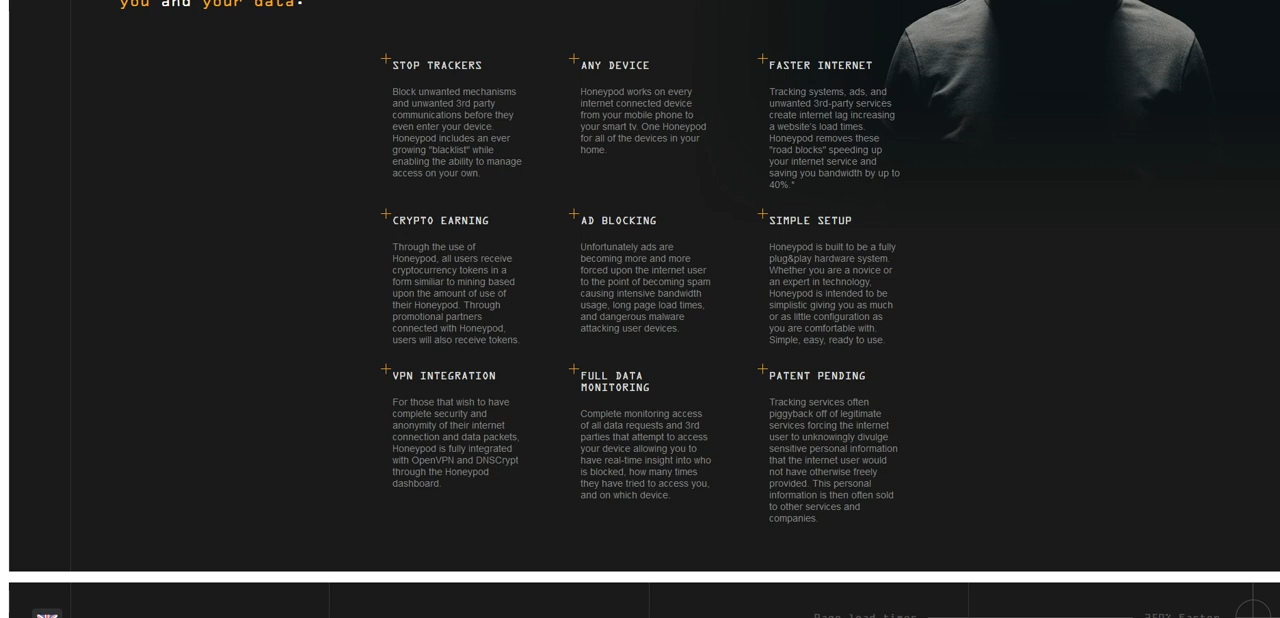 you and your data.
STOP TRACKERS
Block unwanted mechanisms
and unwanted 3rd party
communications before they
even enter your device.
Honeypod includes an ever
growing "blacklist" while
enabling the ability to manage
access on your own.
ANY DEVICE
Honeypod works on every
internet connected device
from your mobile phone to
your smart tv. One Honeypod
for all of the devices in your
home.
FASTER INTERNET
Tracking systems, ads, and
unwanted 3rd-party services
create internet lag increasing
a website's load times.
Honeypod removes these
"road blocks" speeding up
your internet service and
saving you bandwidth by up to
40%.*
CRYPTO EARNING
Through the use of
Honeypod, all users receive
cryptocurrency tokens in a
form similiar to mining based
upon the amount of use of
their Honeypod. Through
promotional partners
connected with Honeypod,
users will also receive tokens.
AD BLOCKING
Unfortunately ads are
becoming more and more
forced upon the internet user
to the point of becoming spam
causing intensive bandwidth
usage, long page load times,
and dangerous malware
attacking user devices.
SIMPLE SETUP
Honeypod is built to be a fully
plug&play hardware system.
Whether you are a novice or
an expert in technology,
Honeypod is intended to be
simplistic giving you as much
or as little configuration as
you are comfortable with.
Simple, easy, ready to use.
VPN INTEGRATION
For those that wish to have
complete security and
anonymity of their internet
connection and data packets,
Honeypod is fully integrated
with OpenVPN and DNSCrypt
through the Honeypod
dashboard.
FULL DATA
MONITORING
Complete monitoring access
of all data requests and 3rd
parties that attempt to access
your device allowing you to
have real-time insight into who
is blocked, how many times
they have tried to access you,
and on which device.
PATENT PENDING
Tracking services often
piggyback off of legitimate
services forcing the internet
user to unknowingly divulge
sensitive personal information
that the internet user would
not have otherwise freely
provided. This personal
information is then often sold
to other services and
companies.
Page load times
Faster